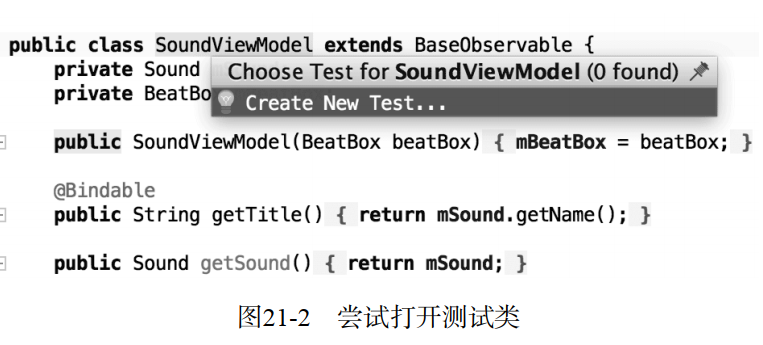 public class SoundViewModel extends BaseObservable {
private Sound
Choose Test for SoundViewModel (0 found)
private BeatBo
Create New Test...
public SoundViewModel(BeatBox beatBox) { mBeatBox = beatBox; }
@Bindable
public String getTitle() { return mSound.getName(); }
public Sound getSound() { return mSound; }
图21-2 尝试打开测试类